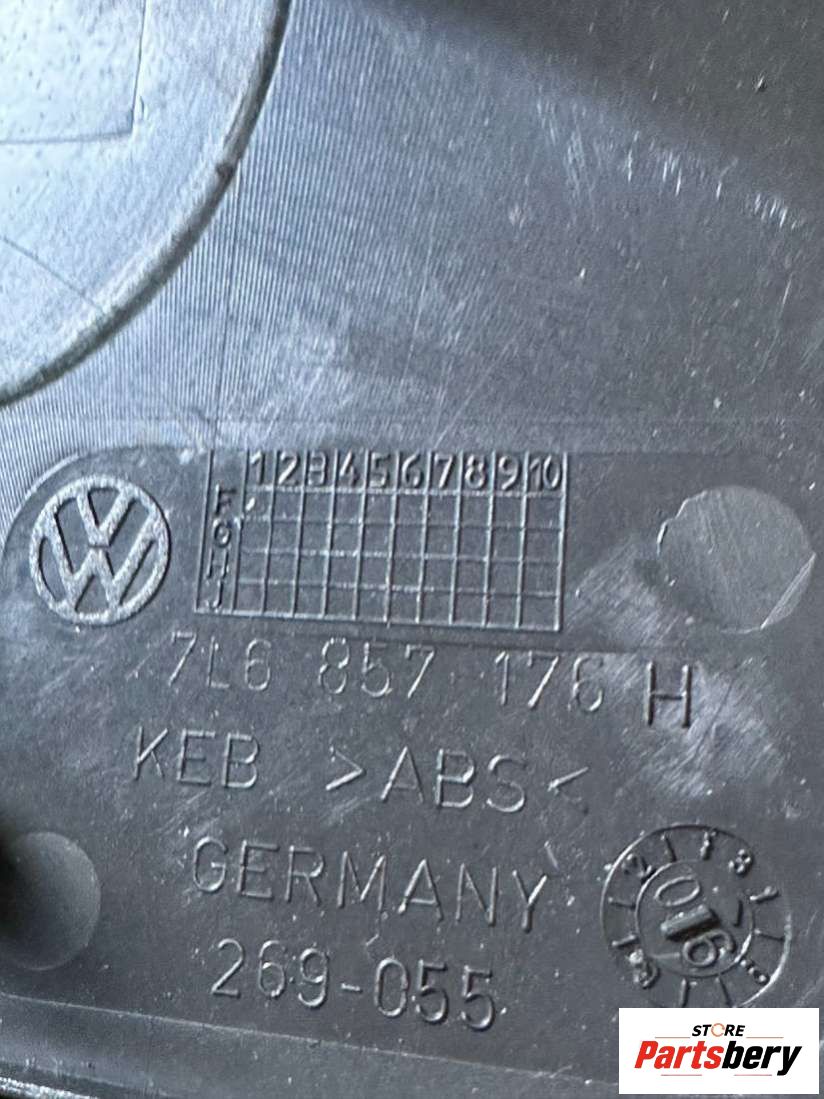 1 2 3 4 5 6 7 8 9 10
7L6 857 176 H
KEB >ABS<
GERMANY
269-055
STORE
Partsbery